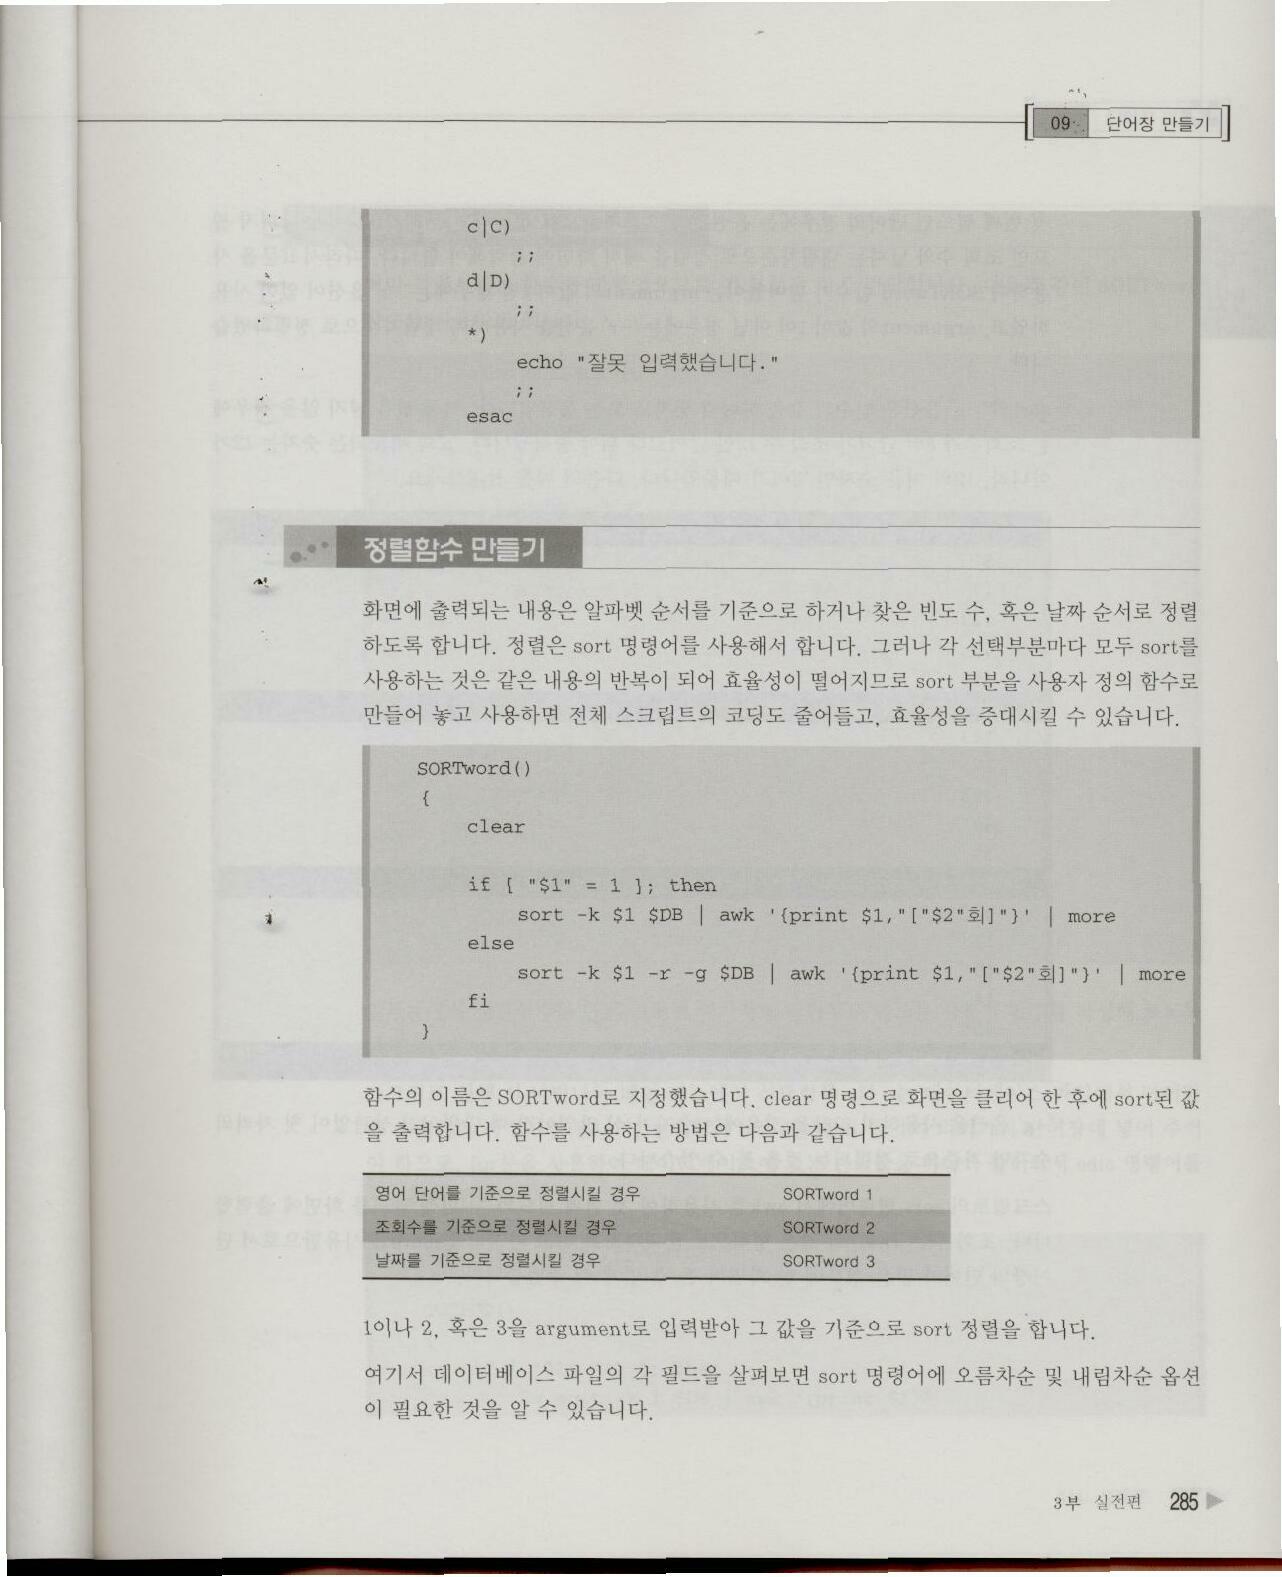 09 단어장 만들기
c|C)
;;
d|D)
;;
*)
echo "잘못 입력했습니다."
;;
esac
정렬함수 만들기
화면에 출력되는 내용은 알파벳 순서를 기준으로 하거나 찾은 빈도 수, 혹은 날짜 순서로 정렬
하도록 합니다. 정렬은 sort 명령어를 사용해서 합니다. 그러나 각 선택부분마다 모두 sort를
사용하는 것은 같은 내용의 반복이 되어 효율성이 떨어지므로 sort 부분을 사용자 정의 함수로
만들어 놓고 사용하면 전체 스크립트의 코딩도 줄어들고, 효율성을 증대시킬 수 있습니다.
SORTword()
{
clear
if [ "$1" = 1 ]; then
sort -k $1 $DB | awk '{print $1,"["$2"회]"}' | more
else
sort -k $1 -r -g $DB | awk '{print $1,"["$2"회]"}' | more
fi
}
함수의 이름은 SORTword로 지정했습니다. clear 명령으로 화면을 클리어 한 후에 sort된 값
을 출력합니다. 함수를 사용하는 방법은 다음과 같습니다.
영어 단어를 기준으로 정렬시킬 경우 SORTword 1
조회수를 기준으로 정렬시킬 경우 SORTword 2
날짜를 기준으로 정렬시킬 경우 SORTword 3
1이나 2, 혹은 3을 argument로 입력받아 그 값을 기준으로 sort 정렬을 합니다.
여기서 데이터베이스 파일의 각 필드을 살펴보면 sort 명령어에 오름차순 및 내림차순 옵션
이 필요한 것을 알 수 있습니다.
3부 실전편 285